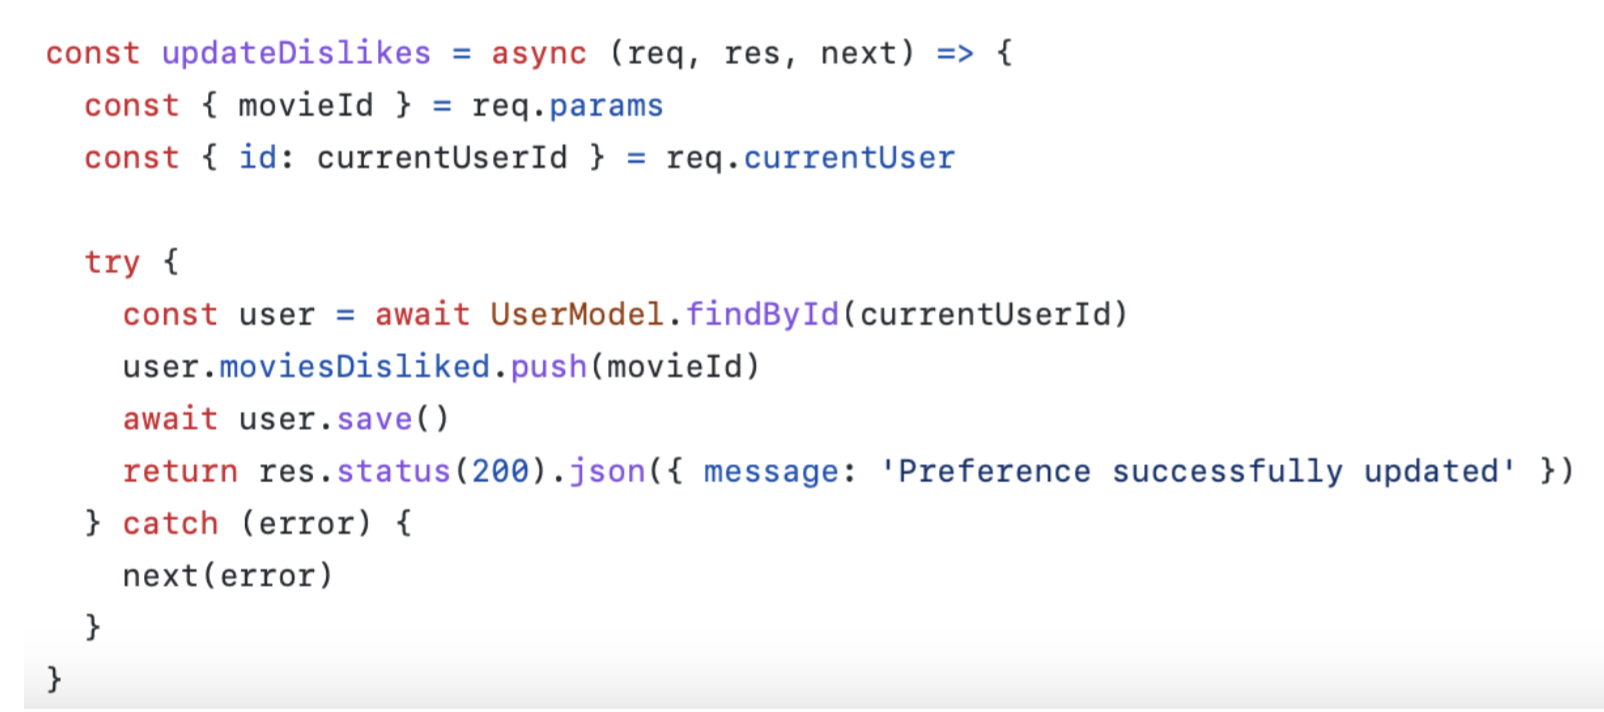 const updateDislikes = async (req, res, next) => {
  const { movieId } = req.params
  const { id: currentUserId } = req.currentUser

  try {
    const user = await UserModel.findById(currentUserId)
    user.moviesDisliked.push(movieId)
    await user.save()
    return res.status(200).json({ message: 'Preference successfully updated' })
  } catch (error) {
    next(error)
  }
}